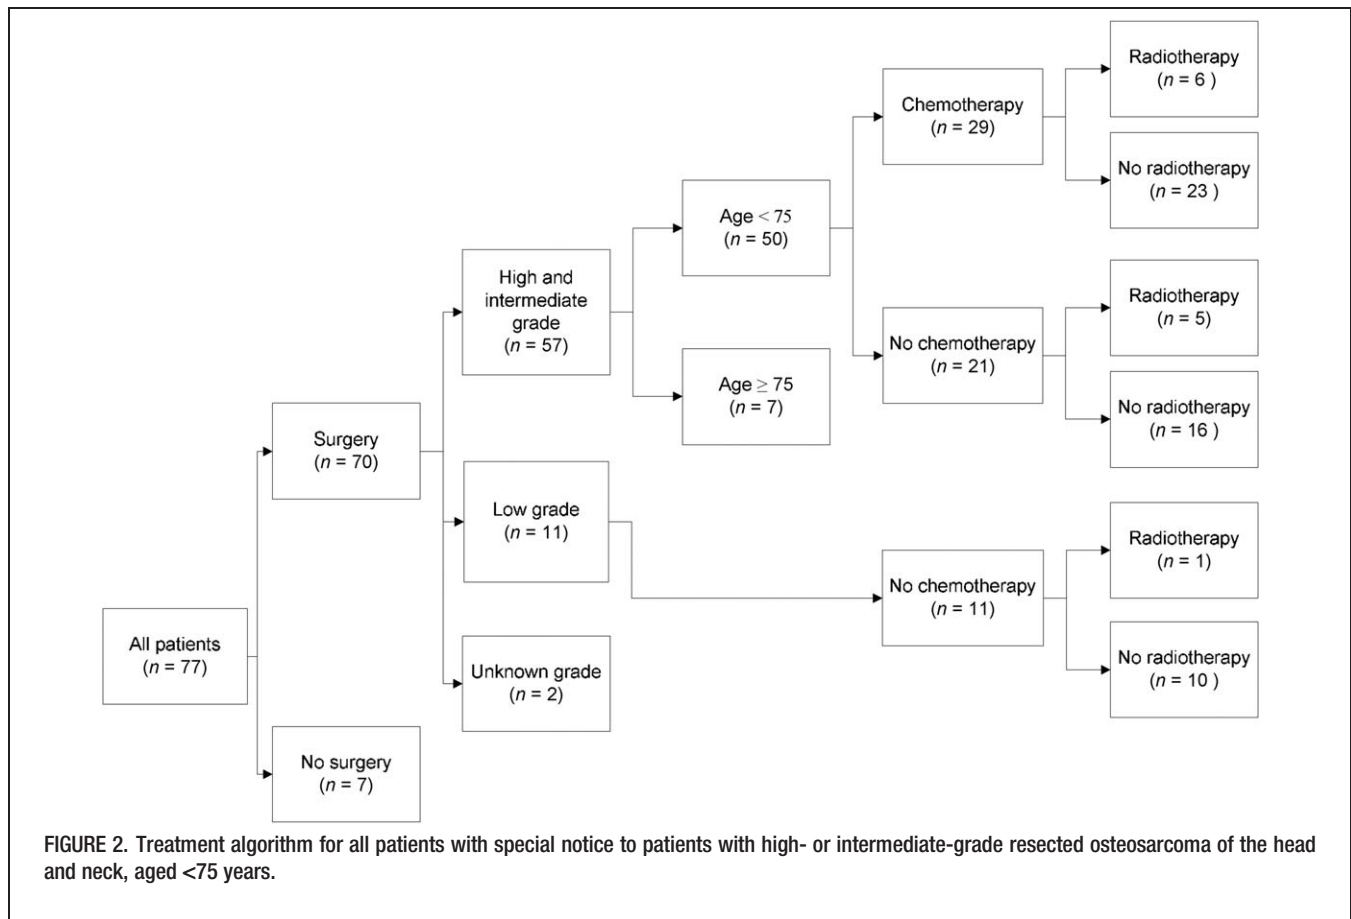 All patients
(n = 77)
Surgery
(n = 70)
No surgery
(n = 7)
High and
intermediate
grade
(n = 57)
Low grade
(n = 11)
Unknown grade
(n = 2)
Age < 75
(n = 50)
Age ≥ 75
(n = 7)
Chemotherapy
(n = 29)
No chemotherapy
(n = 21)
No chemotherapy
(n = 11)
Radiotherapy
(n = 6 )
No radiotherapy
(n = 23 )
Radiotherapy
(n = 5)
No radiotherapy
(n = 16 )
Radiotherapy
(n = 1)
No radiotherapy
(n = 10 )
FIGURE 2. Treatment algorithm for all patients with special notice to patients with high- or intermediate-grade resected osteosarcoma of the head
and neck, aged <75 years.